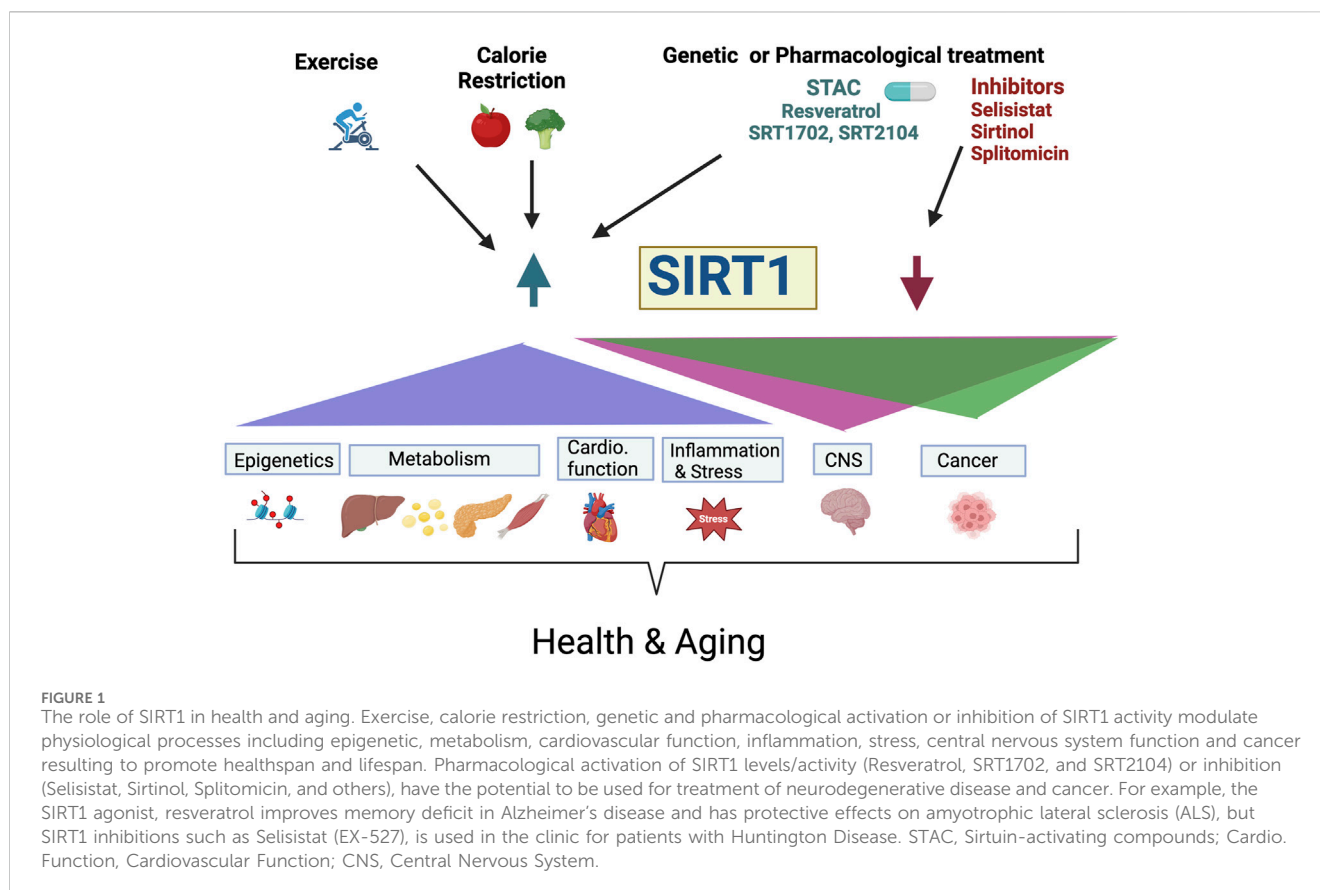 Exercise
Calorie
Restriction
Genetic or Pharmacological treatment
STAC
Resveratrol
SRT1702, SRT2104
Inhibitors
Selisistat
Sirtinol
Splitomicin
SIRT1
Epigenetics
Metabolism
Cardio.
function
Inflammation
& Stress
CNS
Cancer
Stress
Health & Aging
FIGURE 1
The role of SIRT1 in health and aging. Exercise, calorie restriction, genetic and pharmacological activation or inhibition of SIRT1 activity modulate
physiological processes including epigenetic, metabolism, cardiovascular function, inflammation, stress, central nervous system function and cancer
resulting to promote healthspan and lifespan. Pharmacological activation of SIRT1 levels/activity (Resveratrol, SRT1702, and SRT2104) or inhibition
(Selisistat, Sirtinol, Splitomicin, and others), have the potential to be used for treatment of neurodegenerative disease and cancer. For example, the
SIRT1 agonist, resveratrol improves memory deficit in Alzheimer's disease and has protective effects on amyotrophic lateral sclerosis (ALS), but
SIRT1 inhibitions such as Selisistat (EX-527), is used in the clinic for patients with Huntington Disease. STAC, Sirtuin-activating compounds; Cardio.
Function, Cardiovascular Function; CNS, Central Nervous System.